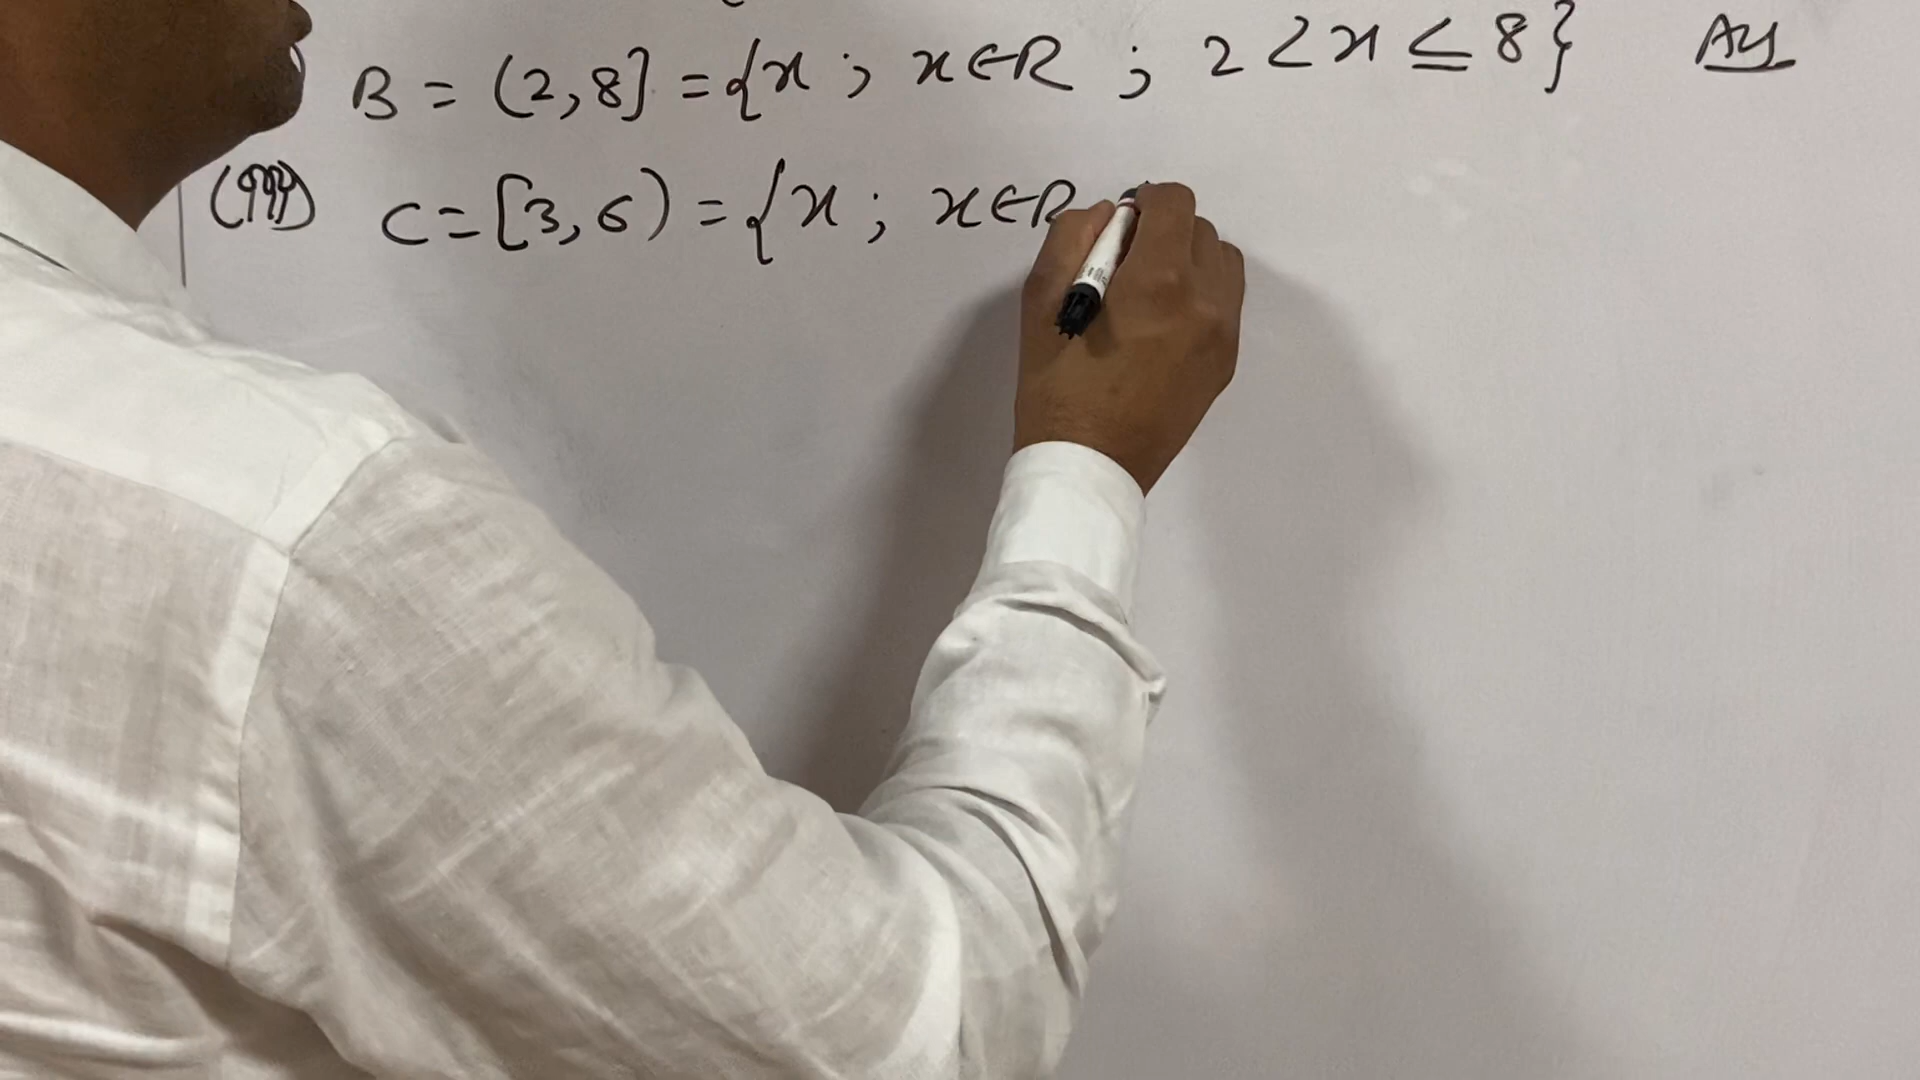 B = (2,8] = {x ; x∈R ; 2 < x ≤ 8} Ans
(iii) C = [3,6) = {x ; x∈R